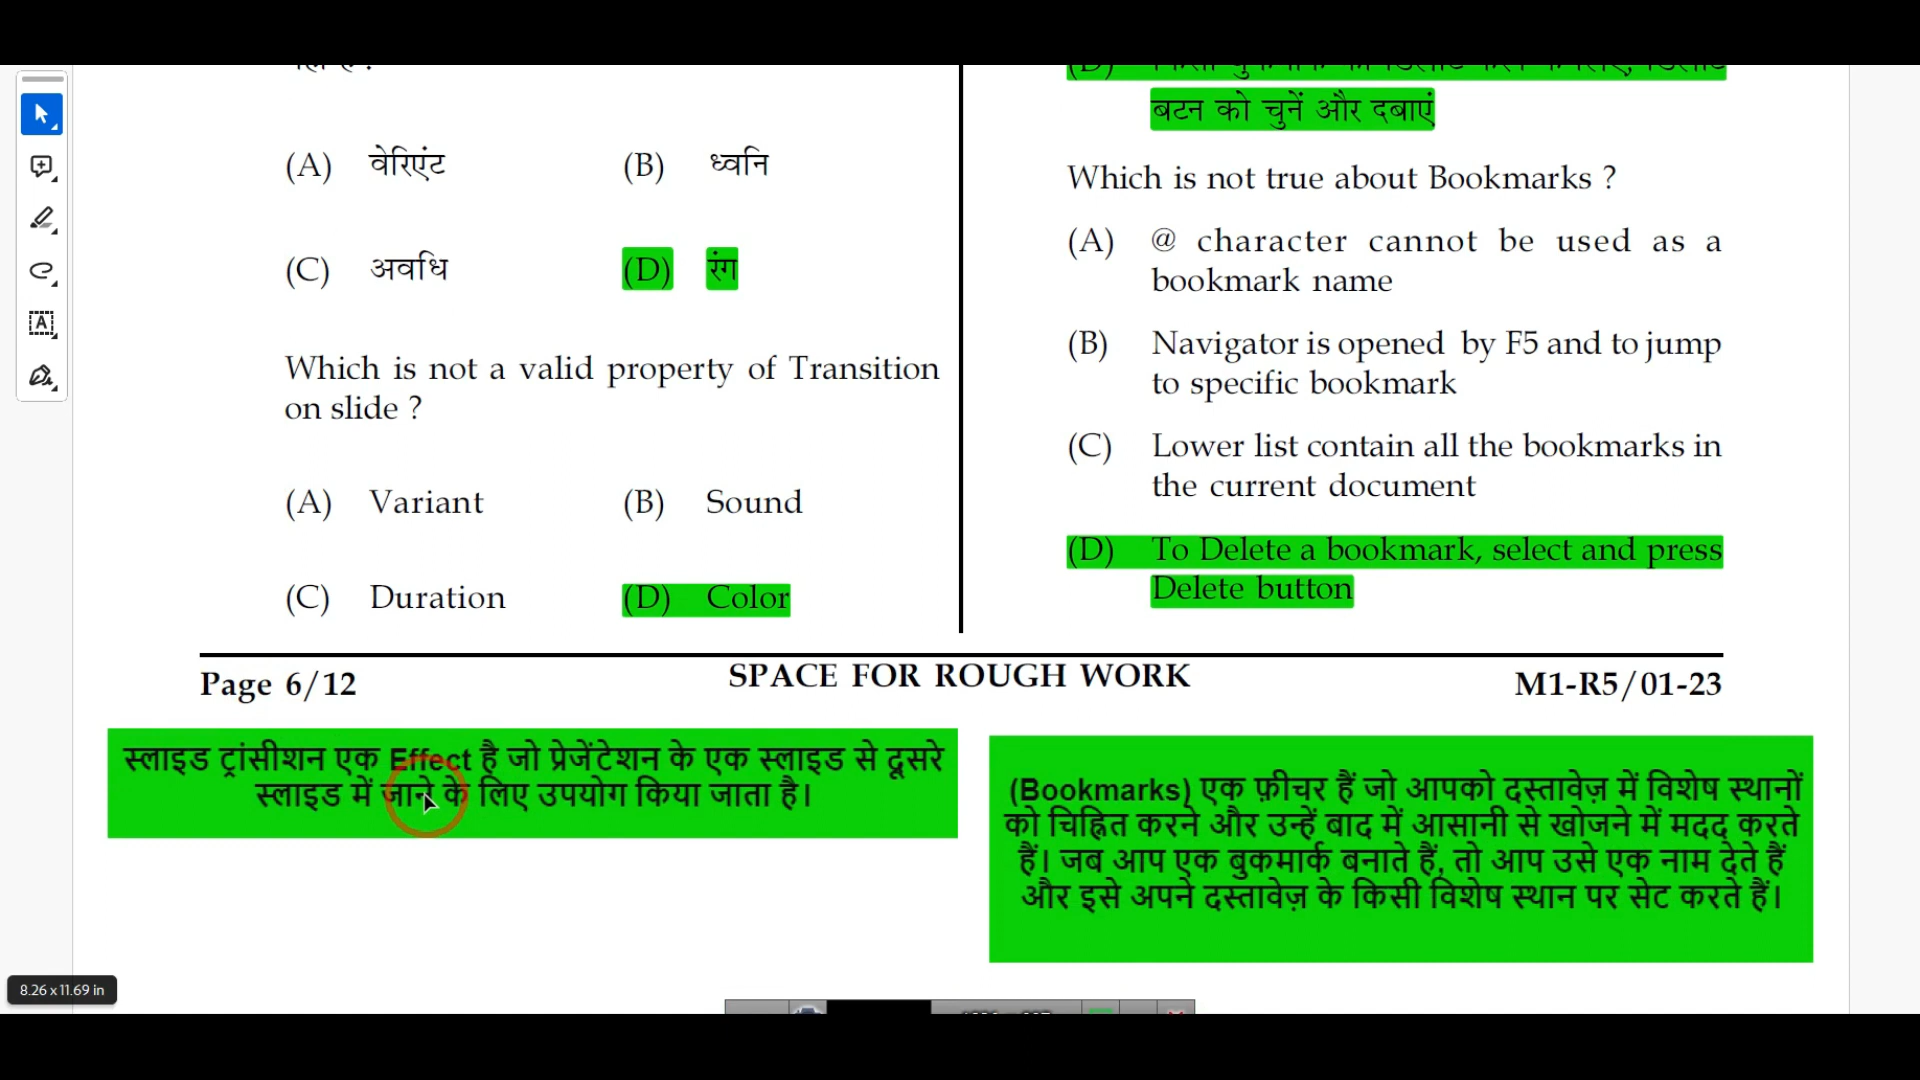 (A) वेरिएंट (B) ध्वनि
(C) अवधि (D) रंग
Which is not a valid property of Transition
on slide ?
(A) Variant (B) Sound
(C) Duration (D) Color
बटन को चुनें और दबाएं
Which is not true about Bookmarks ?
(A) @ character cannot be used as a
bookmark name
(B) Navigator is opened by F5 and to jump
to specific bookmark
(C) Lower list contain all the bookmarks in
the current document
(D) To Delete a bookmark, select and press
Delete button
Page 6/12 SPACE FOR ROUGH WORK M1-R5/01-23
स्लाइड ट्रांसीशन एक Effect है जो प्रेजेंटेशन के एक स्लाइड से दूसरे
स्लाइड में जाने के लिए उपयोग किया जाता है।
(Bookmarks) एक फ़ीचर हैं जो आपको दस्तावेज़ में विशेष स्थानों
को चिह्नित करने और उन्हें बाद में आसानी से खोजने में मदद करते
हैं। जब आप एक बुकमार्क बनाते हैं, तो आप उसे एक नाम देते हैं
और इसे अपने दस्तावेज़ के किसी विशेष स्थान पर सेट करते हैं।
8.26 x 11.69 in